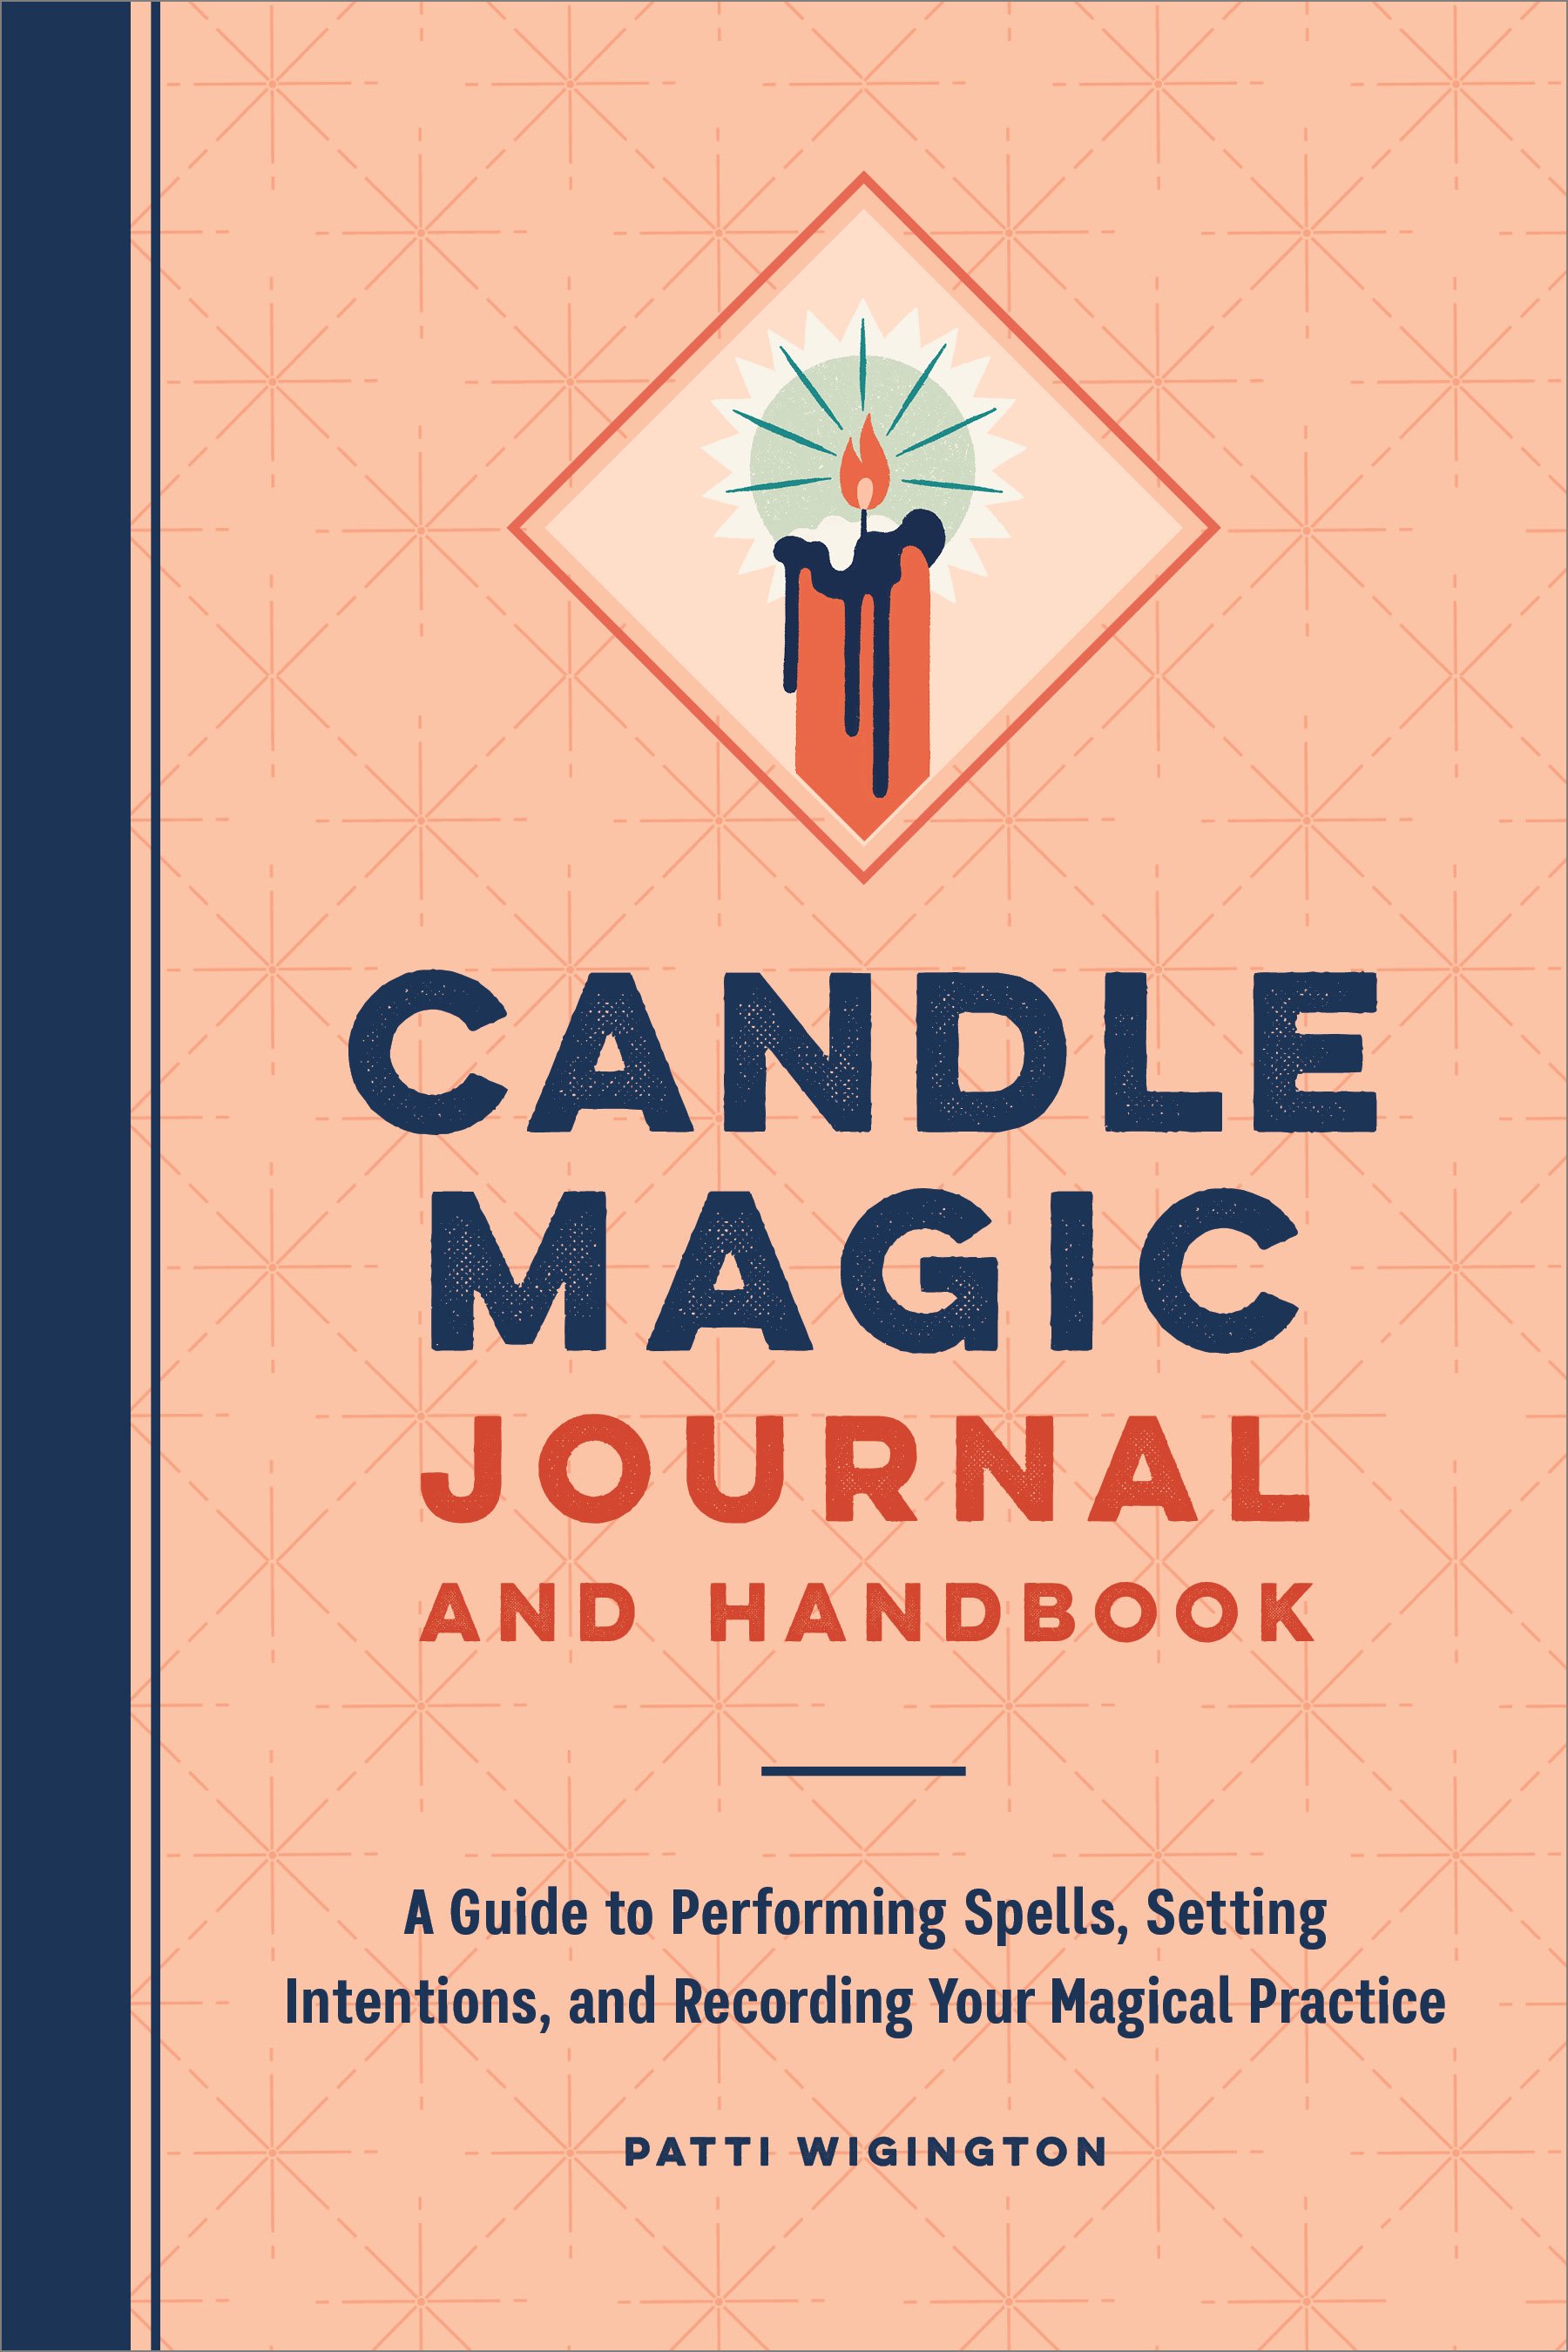 CANDLE
MAGIC
JOURNAL
AND HANDBOOK
A Guide to Performing Spells, Setting
Intentions, and Recording Your Magical Practice
PATTI WIGINGTON